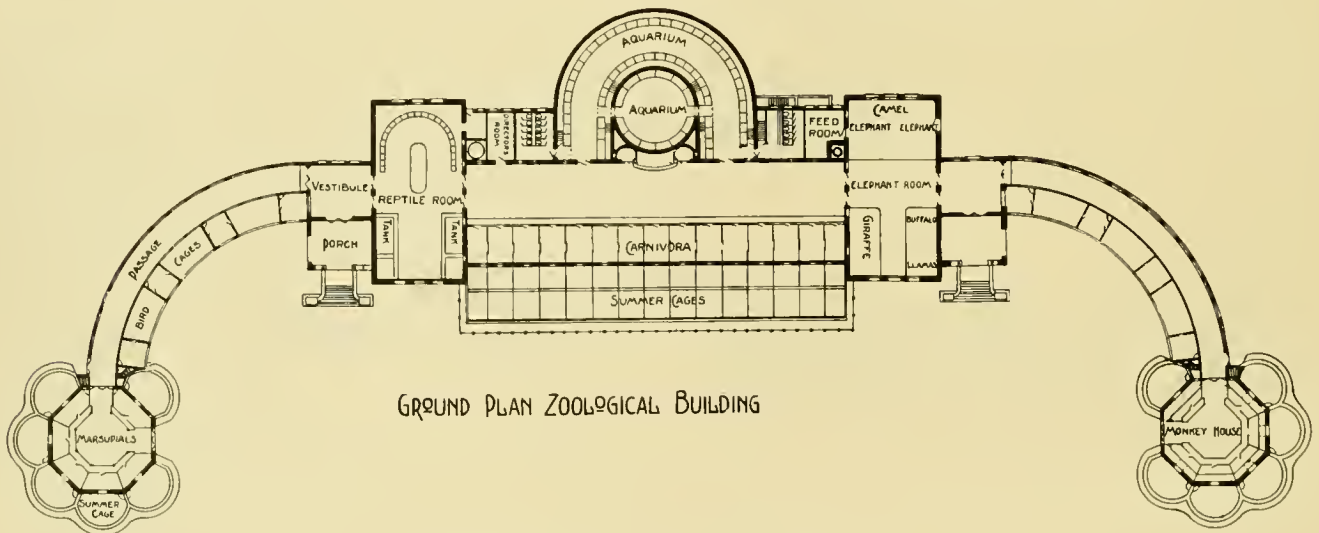 AQUARIUM
AQUARIUM
DIRECTORS
ROOM
FEED
ROOM
CAMEL
ELEPHANT ELEPHANT
VESTIBULE
REPTILE ROOM
ELEPHANT ROOM
PORCH
TANK
TANK
CARNIVORA
GIRAFFE
BUFFALO
LLAMAS
SUMMER CAGES
PASSAGE
BIRD CAGES
GROUND PLAN ZOOLOGICAL BUILDING
MARSUPIALS
SUMMER
CAGE
MONKEY HOUSE